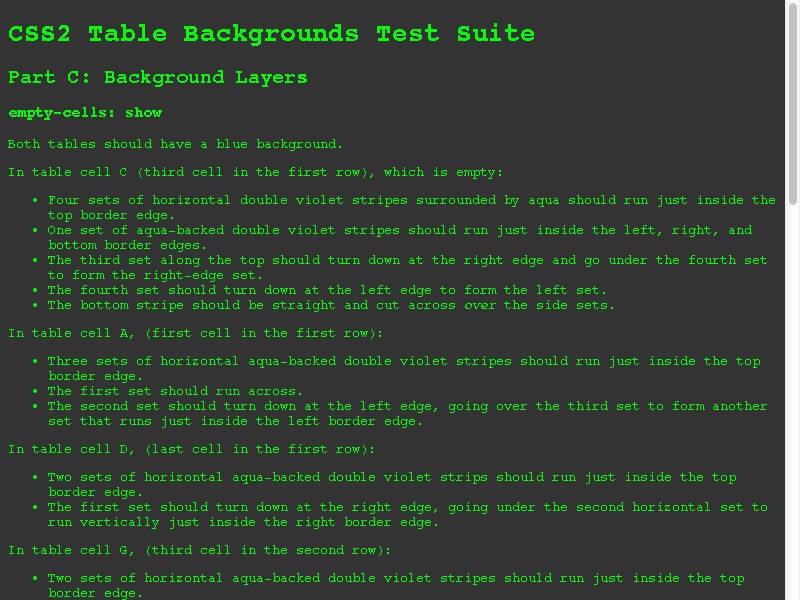 CSS2 Table Backgrounds Test Suite
Part C: Background Layers
empty-cells: show
Both tables should have a blue background.
In table cell C (third cell in the first row), which is empty:
• Four sets of horizontal double violet stripes surrounded by aqua should run just inside the
top border edge.
• One set of aqua-backed double violet stripes should run just inside the left, right, and
bottom border edges.
• The third set along the top should turn down at the right edge and go under the fourth set
to form the right-edge set.
• The fourth set should turn down at the left edge to form the left set.
• The bottom stripe should be straight and cut across over the side sets.
In table cell A, (first cell in the first row):
• Three sets of horizontal aqua-backed double violet stripes should run just inside the top
border edge.
• The first set should run across.
• The second set should turn down at the left edge, going over the third set to form another
set that runs just inside the left border edge.
In table cell D, (last cell in the first row):
• Two sets of horizontal aqua-backed double violet strips should run just inside the top
border edge.
• The first set should turn down at the right edge, going under the second horizontal set to
run vertically just inside the right border edge.
In table cell G, (third cell in the second row):
• Two sets of horizontal aqua-backed double violet stripes should run just inside the top
border edge.